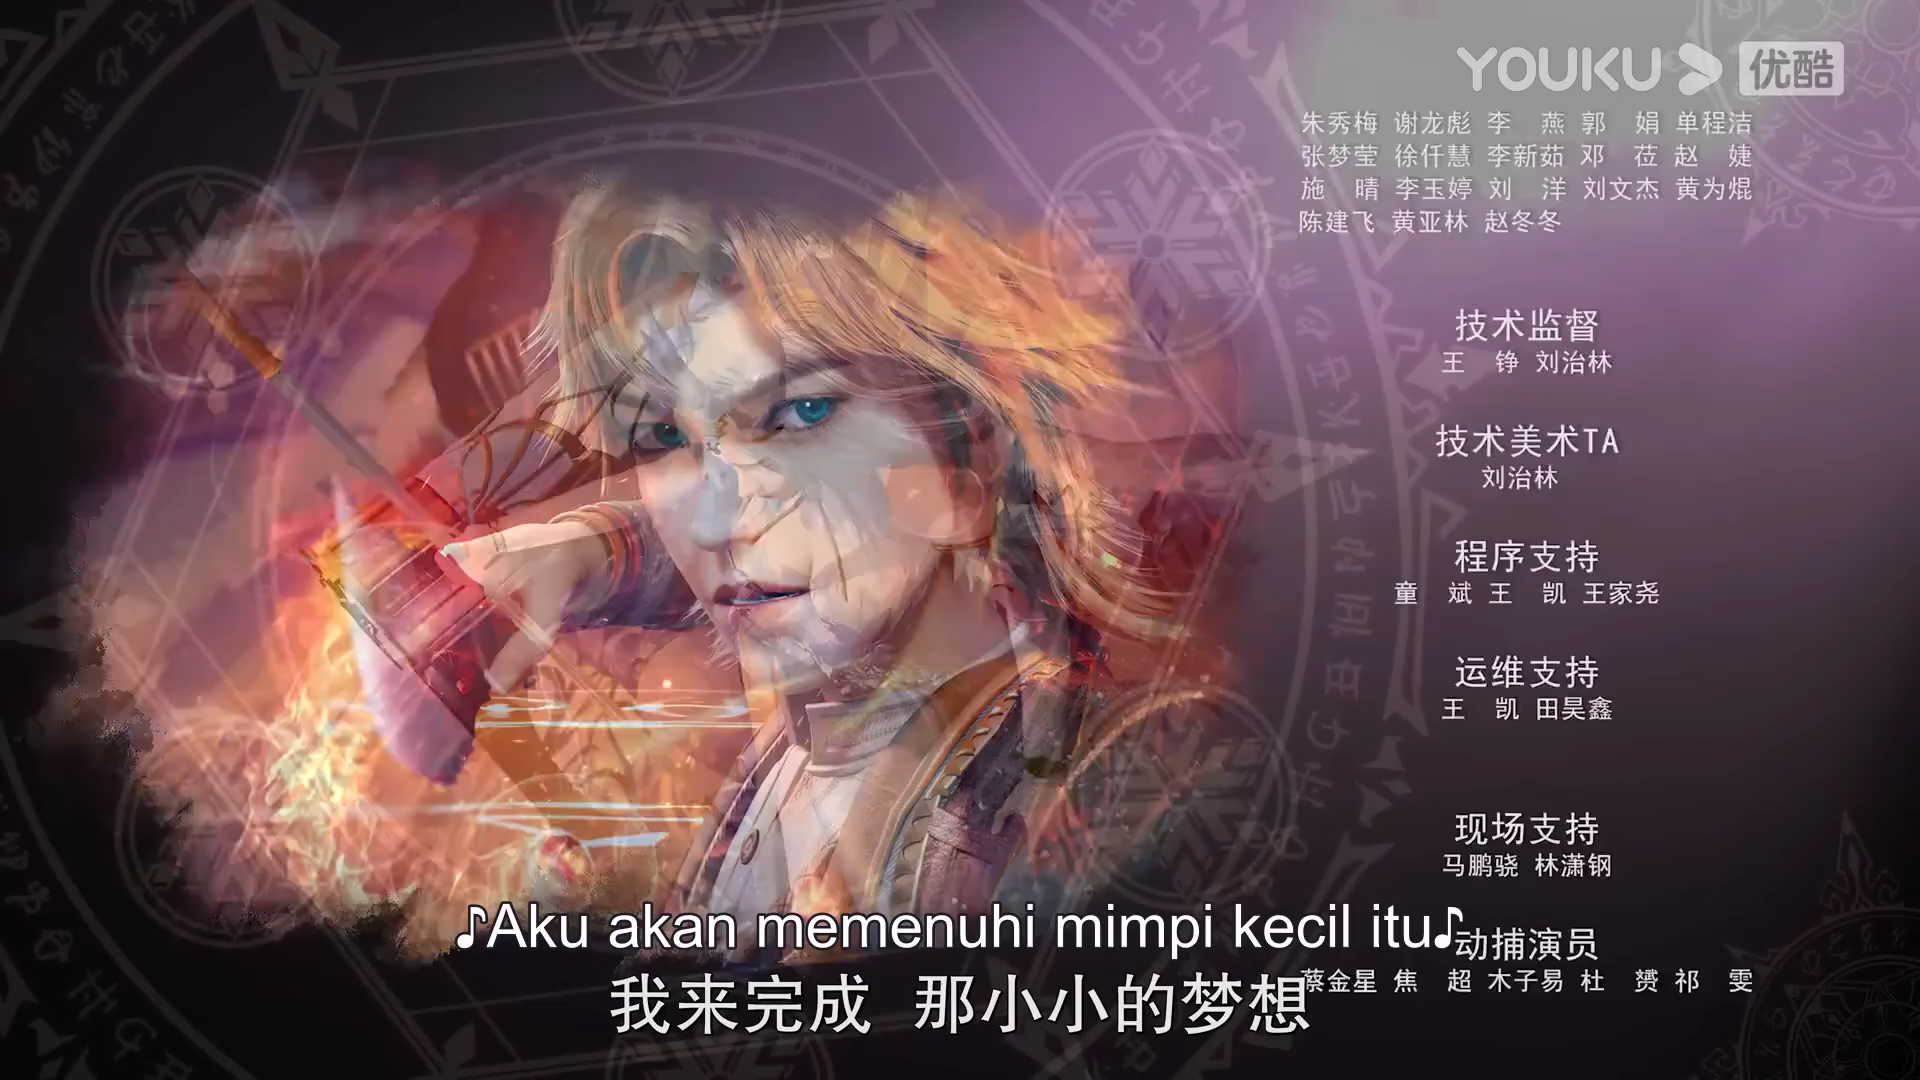 YOUKU 优酷
朱秀梅 谢龙彪 李 燕 郭 娟 单程洁
张梦莹 徐仟慧 李新茹 邓 莅 赵 婕
施 晴 李玉婷 刘 洋 刘文杰 黄为焜
陈建飞 黄亚林 赵冬冬
技术监督
王 铮 刘治林
技术美术TA
刘治林
程序支持
童 斌 王 凯 王家尧
运维支持
王 凯 田昊鑫
现场支持
马鹏骁 林潇钢
动捕演员
蔡金星 焦 超 木子易 杜 赟 祁 雯
♪Aku akan memenuhi mimpi kecil itu♪
我来完成 那小小的梦想